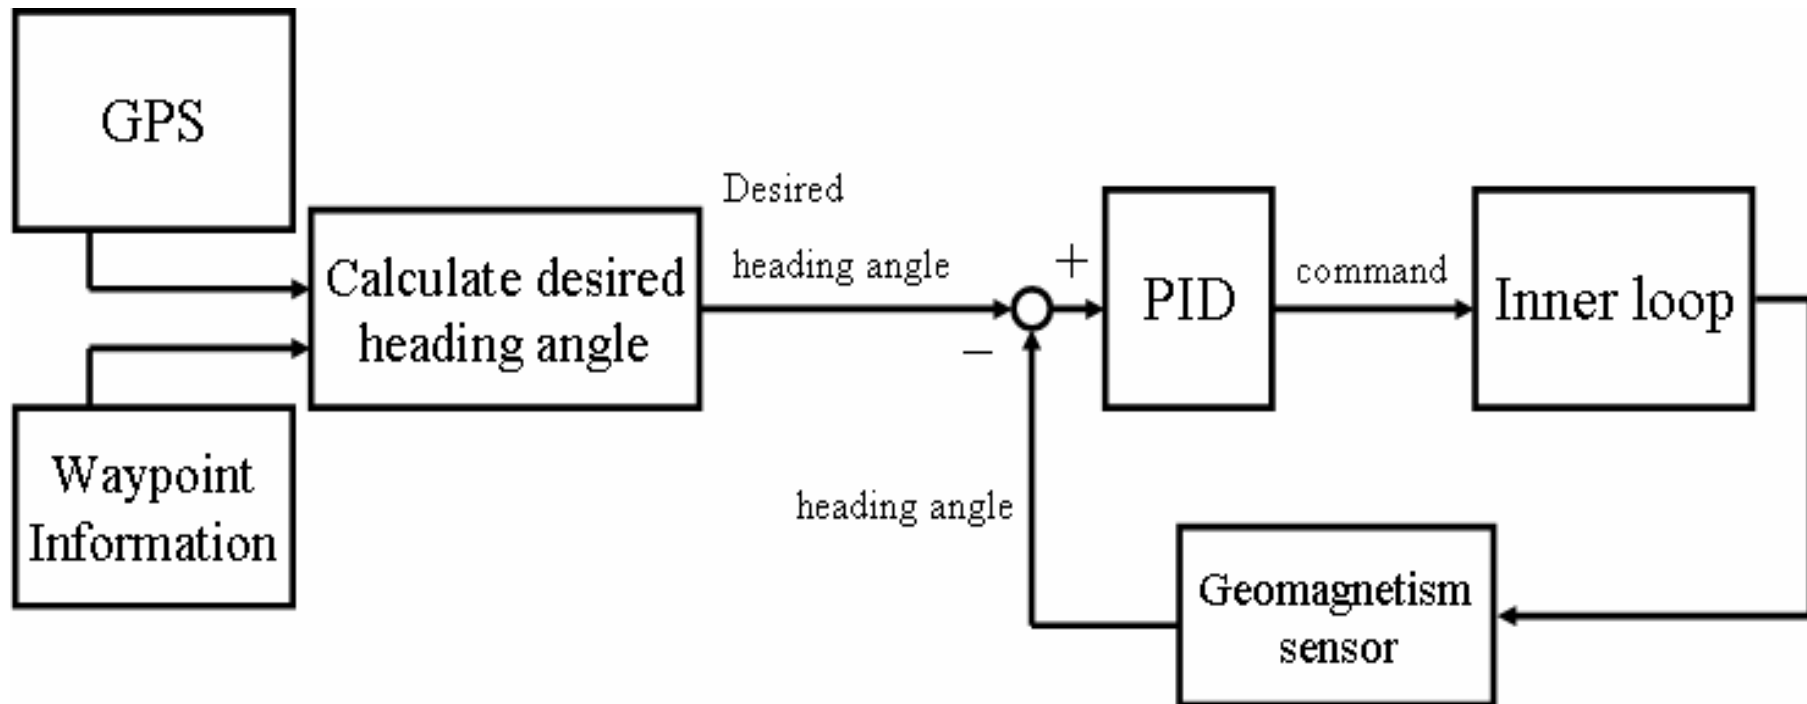 GPS
Calculate desired
heading angle
Waypoint
Information
Desired
heading angle
+
−
PID
command
Inner loop
heading angle
Geomagnetism
sensor